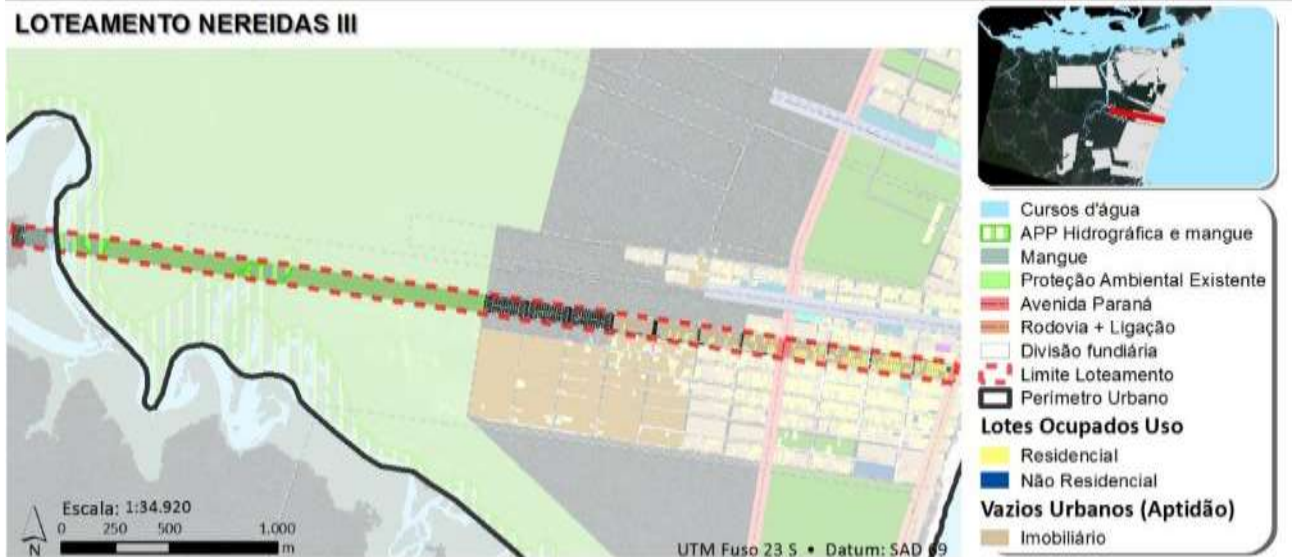 LOTEAMENTO NEREIDAS III
Cursos d'água
APP Hidrográfica e mangue
Mangue
Proteção Ambiental Existente
Avenida Paraná
Rodovia + Ligação
Divisão fundiária
Limite Loteamento
Perímetro Urbano
Lotes Ocupados Uso
Residencial
Não Residencial
Vazios Urbanos (Aptidão)
Imobiliário
Escala: 1:34.920
0 250 500 1.000
m
N
UTM Fuso 23 S • Datum: SAD 69